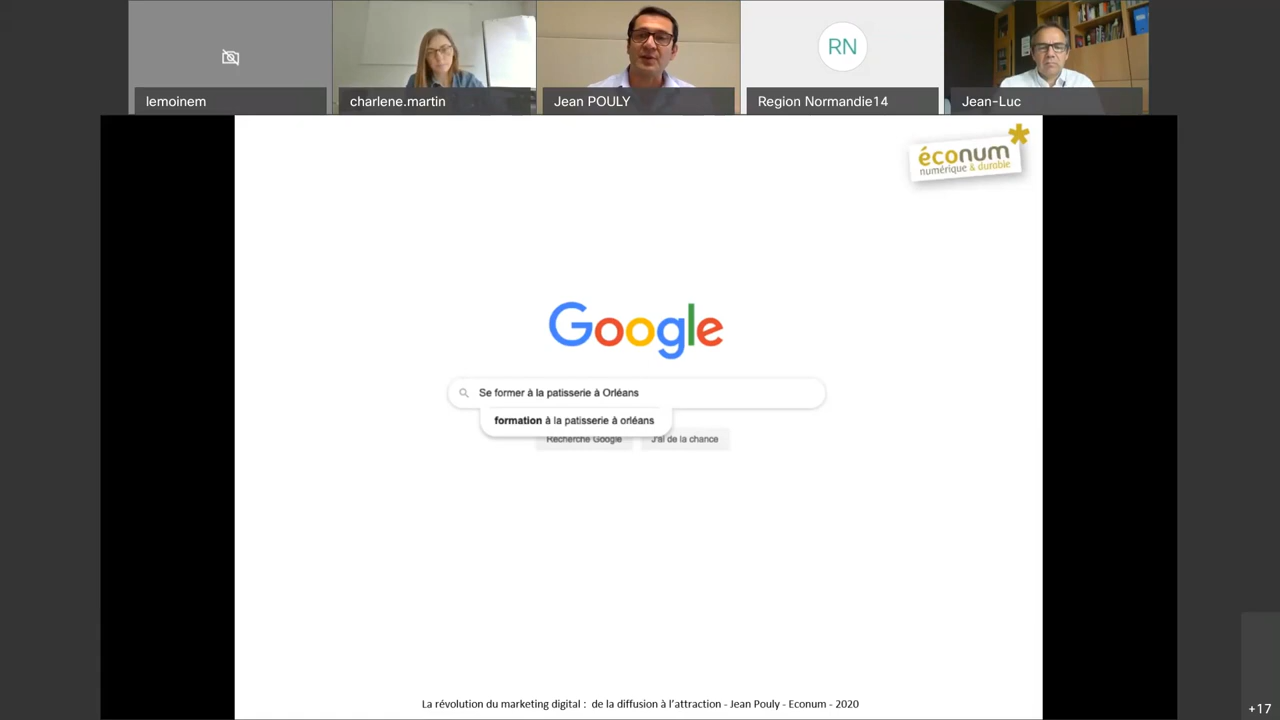 lemoinem
charlene.martin
Jean POULY
RN
Region Normandie14
Jean-Luc
éconum
numérique & durable
Google
Se former à la patisserie à Orléans
formation à la patisserie à orléans
Recherche Google
J'ai de la chance
La révolution du marketing digital : de la diffusion à l'attraction - Jean Pouly - Econum - 2020
+17